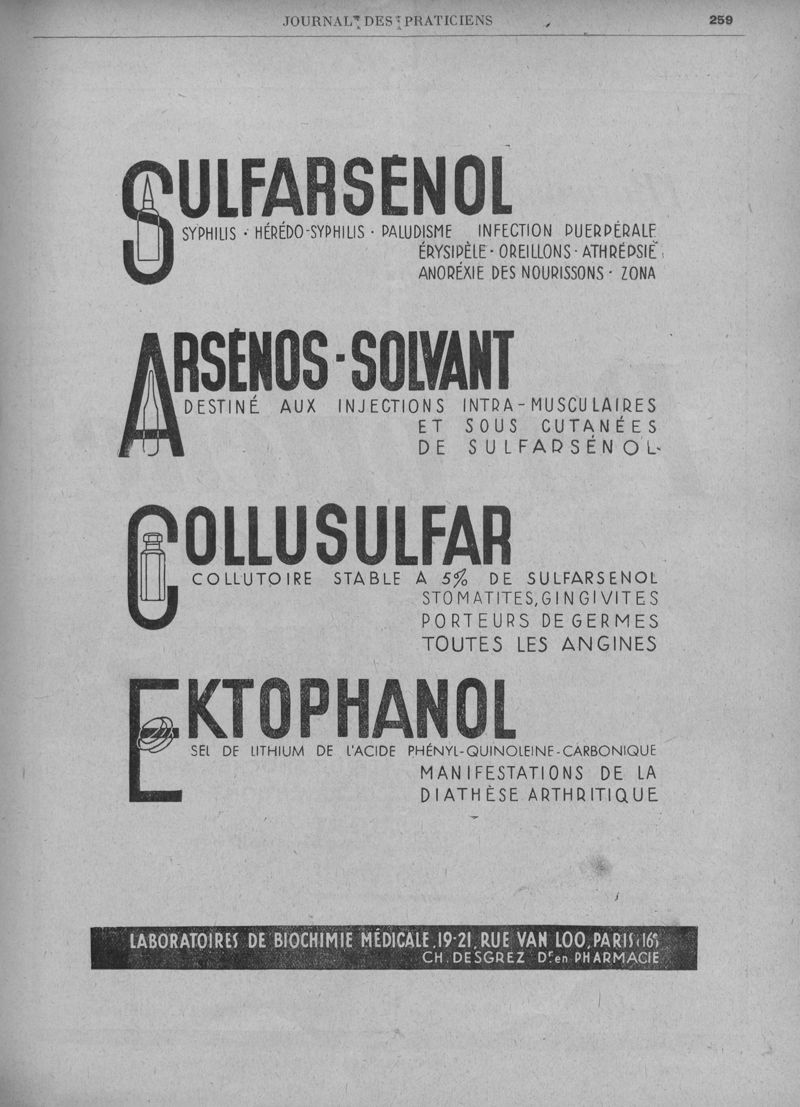 JOURNAL DES PRATICIENS 259
SULFARSÉNOL
SYPHILIS · HÉRÉDO-SYPHILIS · PALUDISME INFECTION PUERPÉRALE
ÉRYSIPÈLE · OREILLONS · ATHRÉPSIE
ANORÉXIE DES NOURISSONS · ZONA
ARSÉNOS-SOLVANT
DESTINÉ AUX INJECTIONS INTRA-MUSCULAIRES
ET SOUS CUTANÉES
DE SULFARSÉNOL
COLLUSULFAR
COLLUTOIRE STABLE A 5% DE SULFARSENOL
STOMATITES, GINGIVITES
PORTEURS DE GERMES
TOUTES LES ANGINES
EKTOPHANOL
SEL DE LITHIUM DE L'ACIDE PHÉNYL-QUINOLEINE-CARBONIQUE
MANIFESTATIONS DE LA
DIATHÈSE ARTHRITIQUE
LABORATOIRES DE BIOCHIMIE MÉDICALE, 19-21, RUE VAN LOO, PARIS (16e)
CH. DESGREZ Dr en PHARMACIE